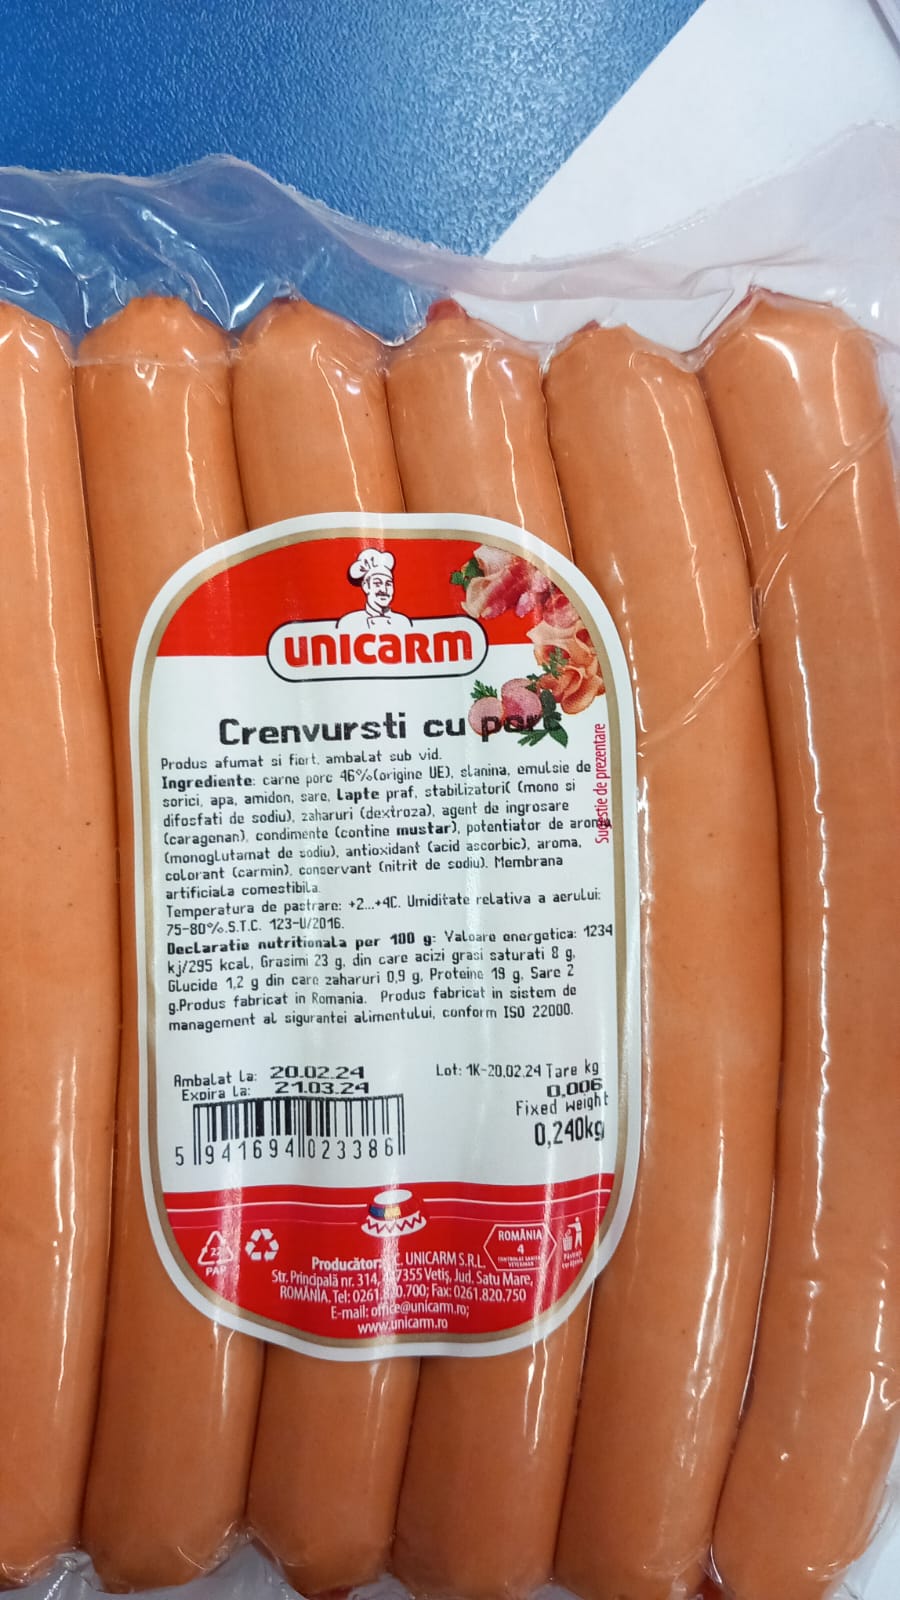 UNICARM
Crenvursti cu porc
Produs afumat si fiert, ambalat sub vid.
Ingrediente: carne porc 46%(origine UE), slanina, emulsie de
sorici, apa, amidon, sare, Lapte praf, stabilizatori( (mono si
difosfati de sodiu), zaharuri (dextroza), agent de ingrosare
(caragenan), condimente (contine mustar), potentiator de aroma
(monoglutamat de sodiu), antioxidant (acid ascorbic), aroma,
colorant (carmin), conservant (nitrit de sodiu). Membrana
artificiala comestibila.
Temperatura de pastrare: +2...+4C. Umiditate relativa a aerului:
75-80%.S.T.C. 123-U/2016.
Declaratie nutritionala per 100 g: Valoare energetica: 1234
kj/295 kcal, Grasimi 23 g, din care acizi grasi saturati 8 g,
Glucide 1,2 g din care zaharuri 0,9 g, Proteine 19 g, Sare 2
g.Produs fabricat in Romania. Produs fabricat in sistem de
management al sigurantei alimentului, conform ISO 22000.
Sugestie de prezentare
Ambalat La: 20.02.24
Expira La: 21.03.24
Lot: 1K-20.02.24 Tare kg
0,006
Fixed weight
0,240kg
5 941694 023386
22
PAP
ROMÂNIA
4
CONTROLAT SANITAR
VETERINAR
Producător: C. UNICARM S.R.L.
Str. Principală nr. 314, 7355 Vetiș, Jud. Satu Mare,
ROMÂNIA, Tel: 0261. 0.700; Fax: 0261.820.750
E-mail: office@unicarm.ro;
www.unicarm.ro